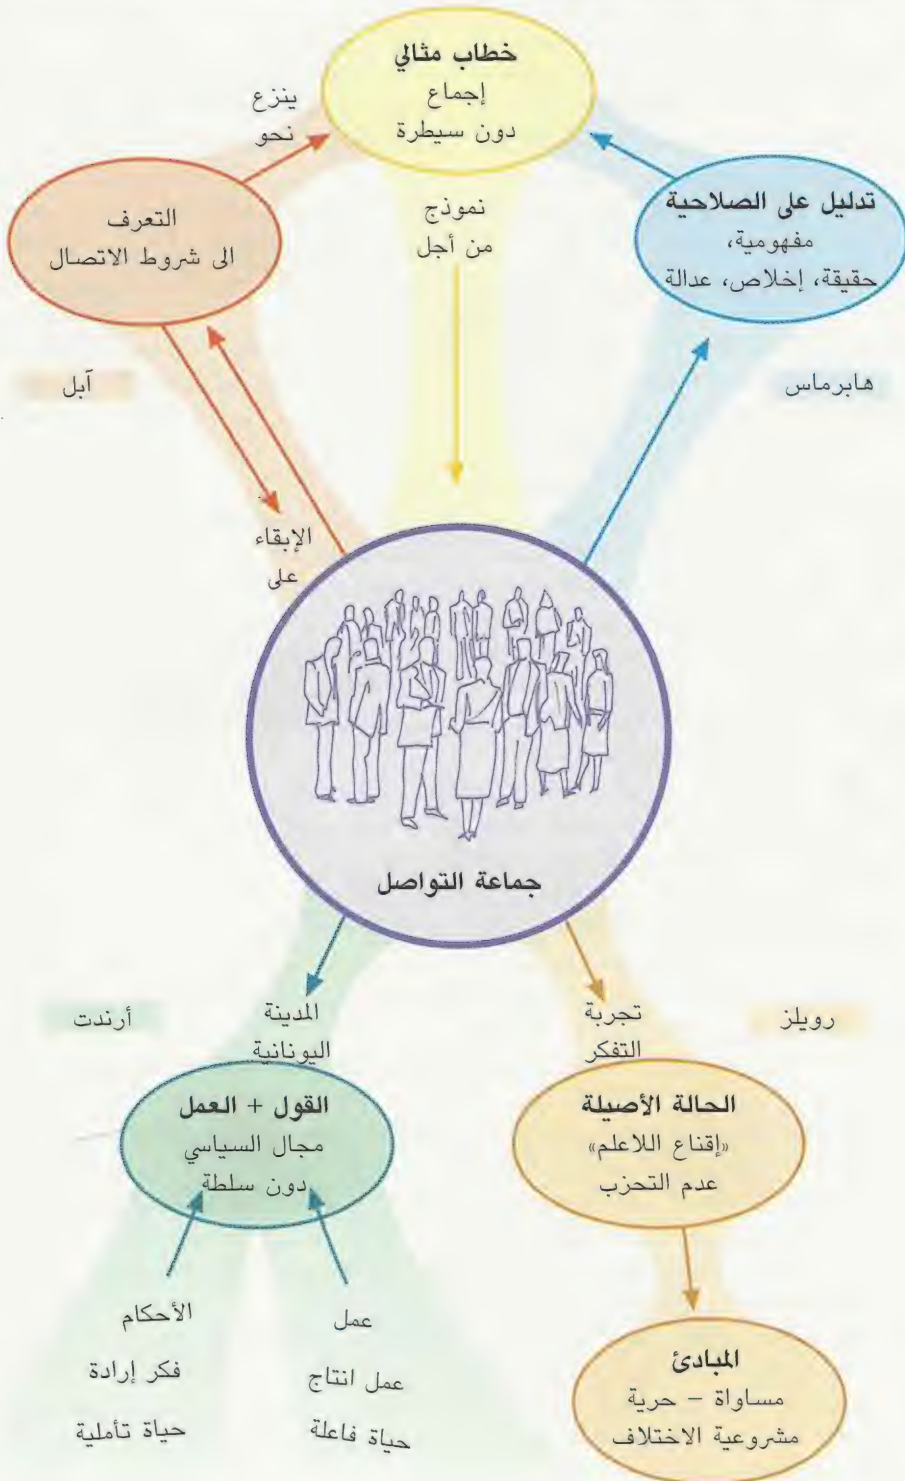 خطاب مثالي
إجماع
دون سيطرة
ينزع
نحو
تدليل على الصلاحية
مفهومية،
حقيقة، إخلاص، عدالة
التعرف
الى شروط الاتصال
نموذج
من أجل
هابرماس
آبل
الإبقاء
على
جماعة التواصل
رويلز
تجربة
التفكر
المدينة
اليونانية
أرندت
الحالة الأصيلة
«إقناع اللاعلم»
عدم التحزب
القول + العمل
مجال السياسي
دون سلطة
عمل
عمل انتاج
حياة فاعلة
الأحكام
فكر إرادة
حياة تأملية
المبادئ
مساواة – حرية
مشروعية الاختلاف